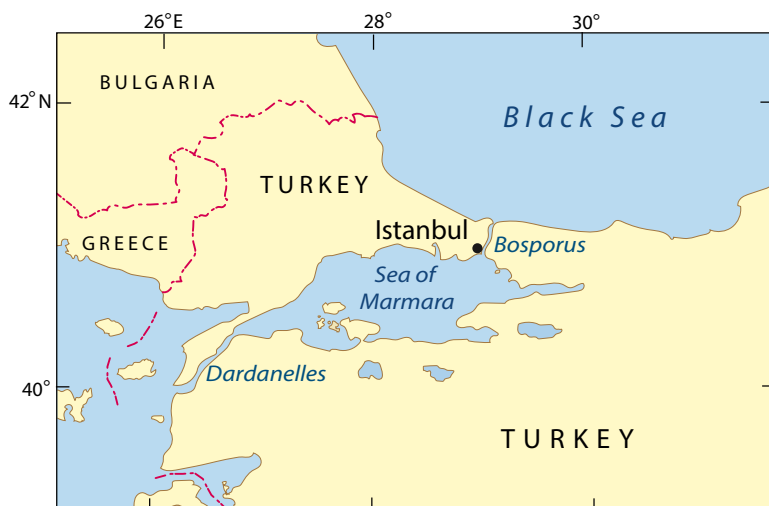 26°E 28° 30°
42°N
BULGARIA
Black Sea
TURKEY
Istanbul
GREECE
Bosporus
Sea of
Marmara
Dardanelles
40°
TURKEY